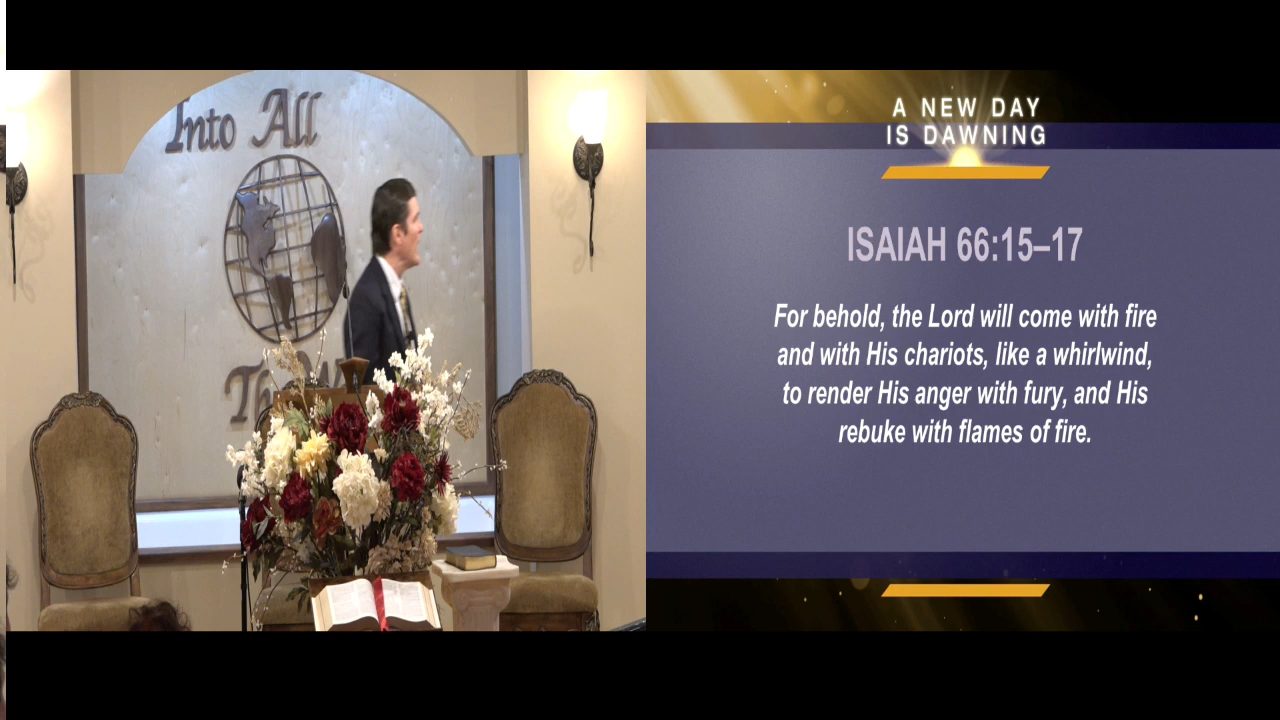 Into All
A NEW DAY
IS DAWNING
ISAIAH 66:15–17
For behold, the Lord will come with fire
and with His chariots, like a whirlwind,
to render His anger with fury, and His
rebuke with flames of fire.